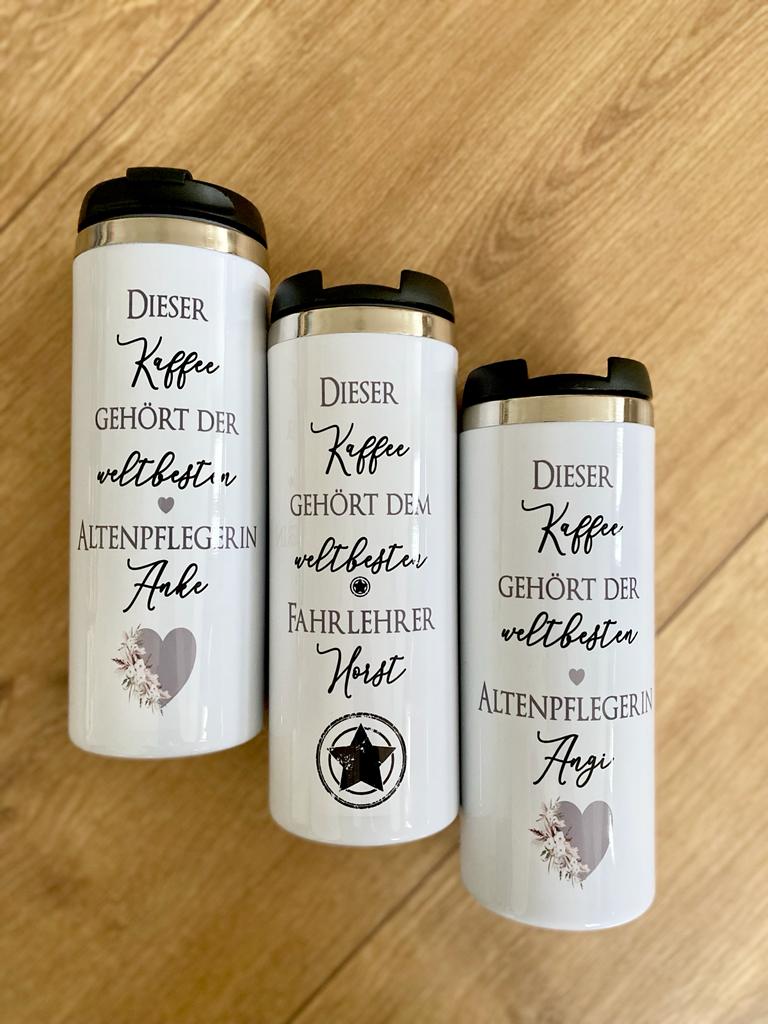 Dieser
Kaffee
gehört der
weltbesten
Altenpflegerin
Anke
Dieser
Kaffee
gehört dem
weltbesten
Fahrlehrer
Horst
Dieser
Kaffee
gehört der
weltbesten
Altenpflegerin
Angi